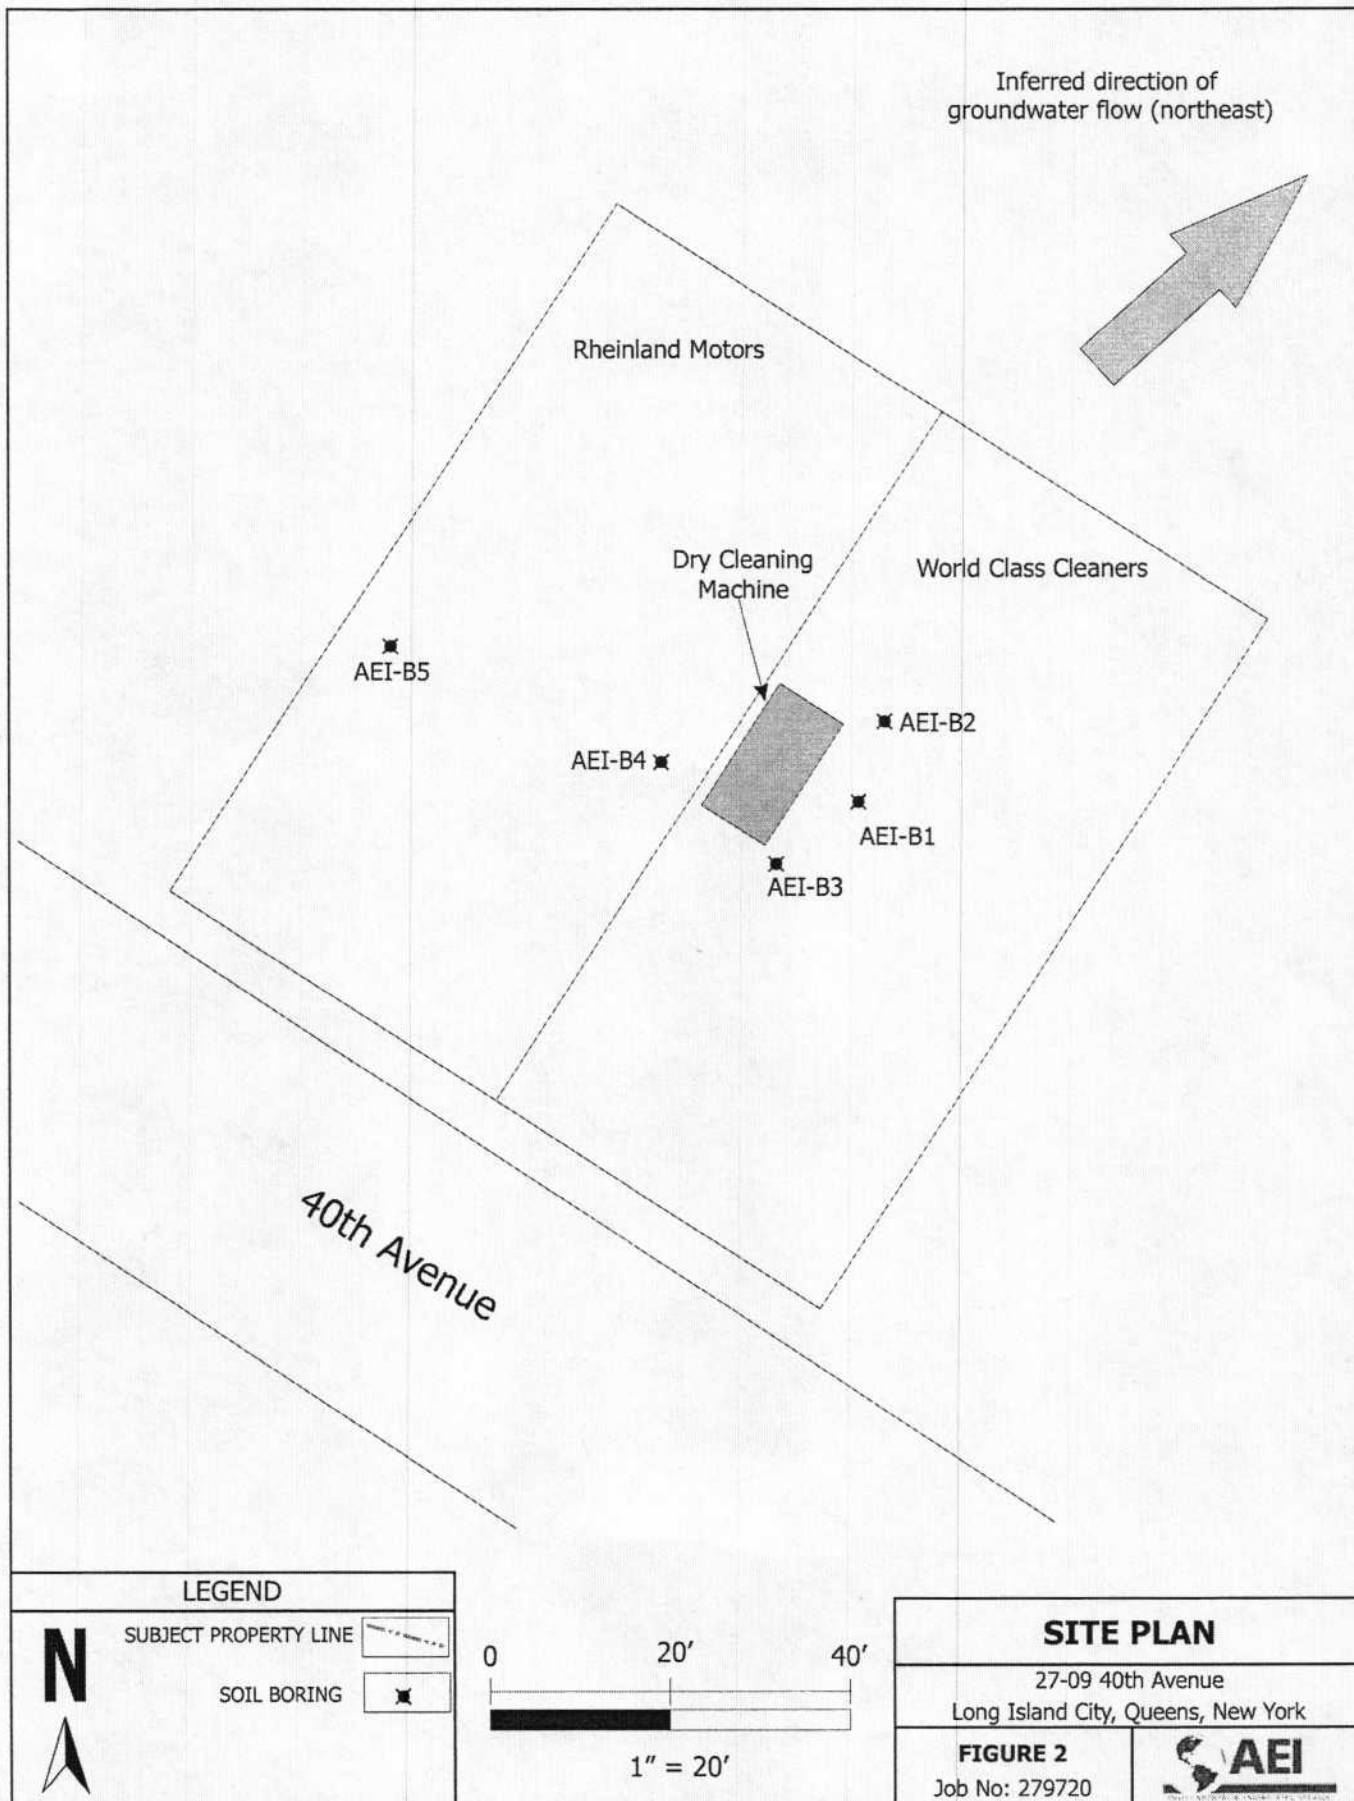 Inferred direction of
groundwater flow (northeast)
Rheinland Motors
Dry Cleaning
Machine
World Class Cleaners
AEI-B5
AEI-B4
AEI-B2
AEI-B1
AEI-B3
40th Avenue
LEGEND
N
SUBJECT PROPERTY LINE
SOIL BORING
0 20' 40'
1" = 20'
SITE PLAN
27-09 40th Avenue
Long Island City, Queens, New York
FIGURE 2
Job No: 279720
AEI